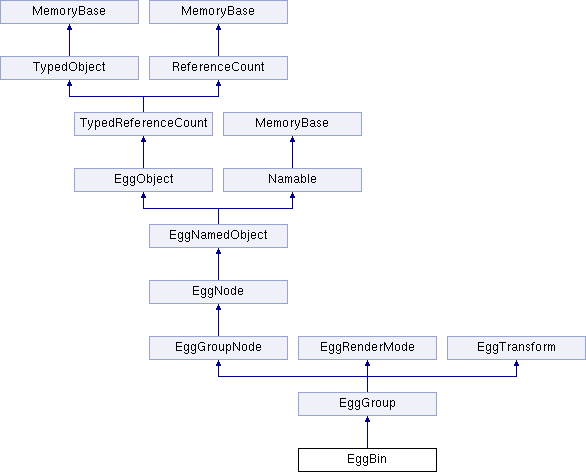 MemoryBase MemoryBase
TypedObject ReferenceCount
TypedReferenceCount MemoryBase
EggObject Namable
EggNamedObject
EggNode
EggGroupNode EggRenderMode EggTransform
EggGroup
EggBin